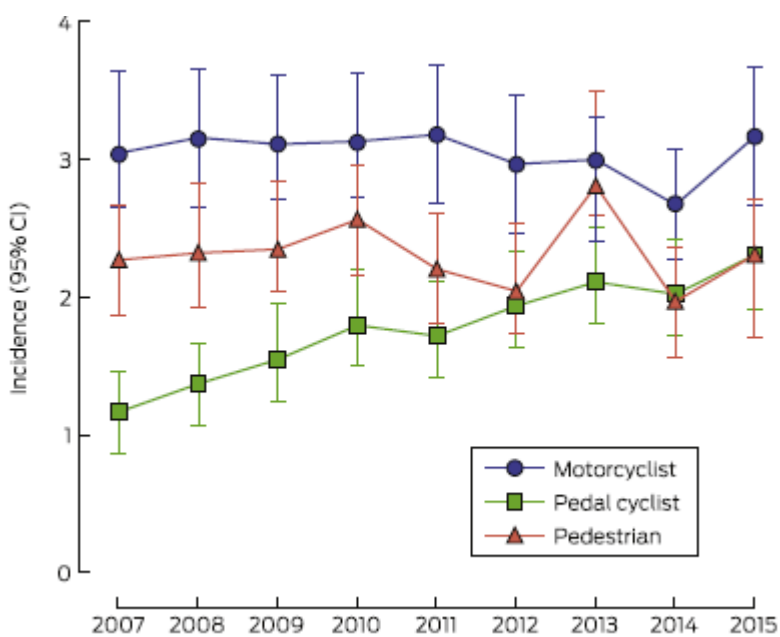 4
3
2
1
0
Incidence (95% CI)
Motorcyclist
Pedal cyclist
Pedestrian
2007 2008 2009 2010 2011 2012 2013 2014 2015